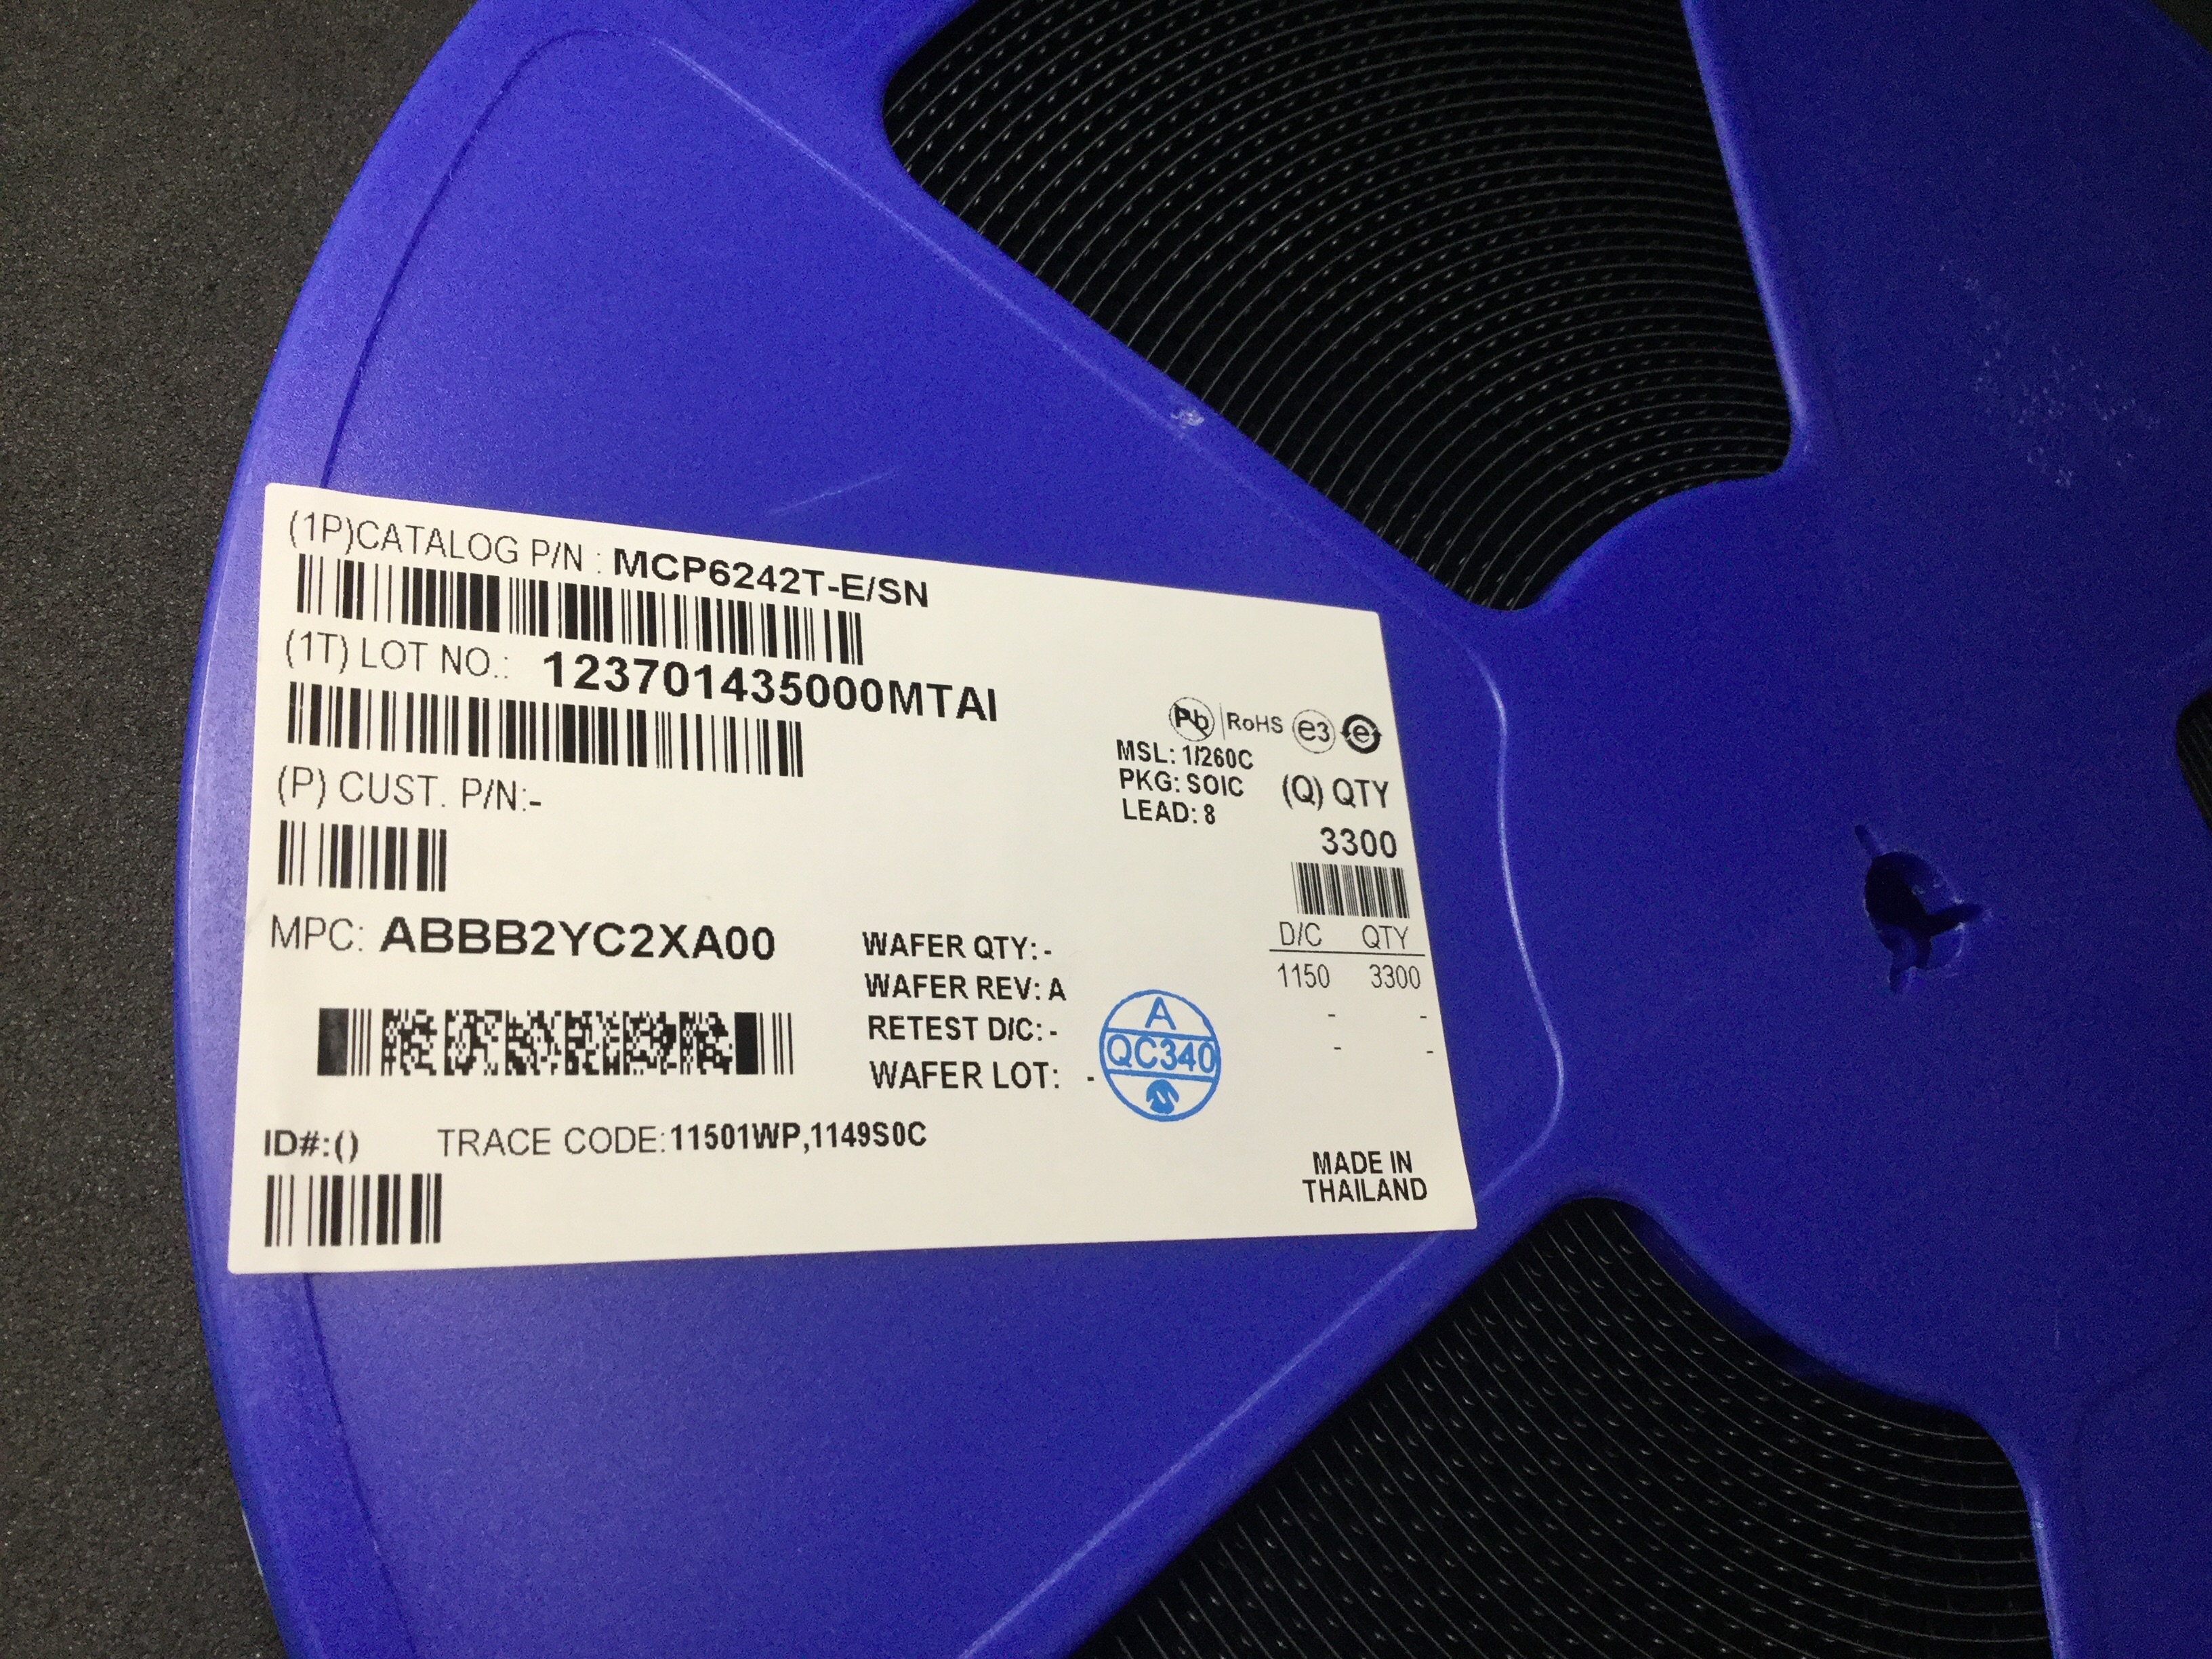 (1P)CATALOG P/N : MCP6242T-E/SN
(1T) LOT NO.: 123701435000MTAI
(P) CUST. P/N:-
Pb RoHS e3 e
MSL: 1/260C
PKG: SOIC
LEAD: 8
(Q) QTY
3300
D/C QTY
1150 3300
- -
- -
MPC: ABBB2YC2XA00
WAFER QTY: -
WAFER REV: A
RETEST D/C: -
WAFER LOT: -
A
QC340
ID#:()
TRACE CODE:11501WP,1149S0C
MADE IN
THAILAND